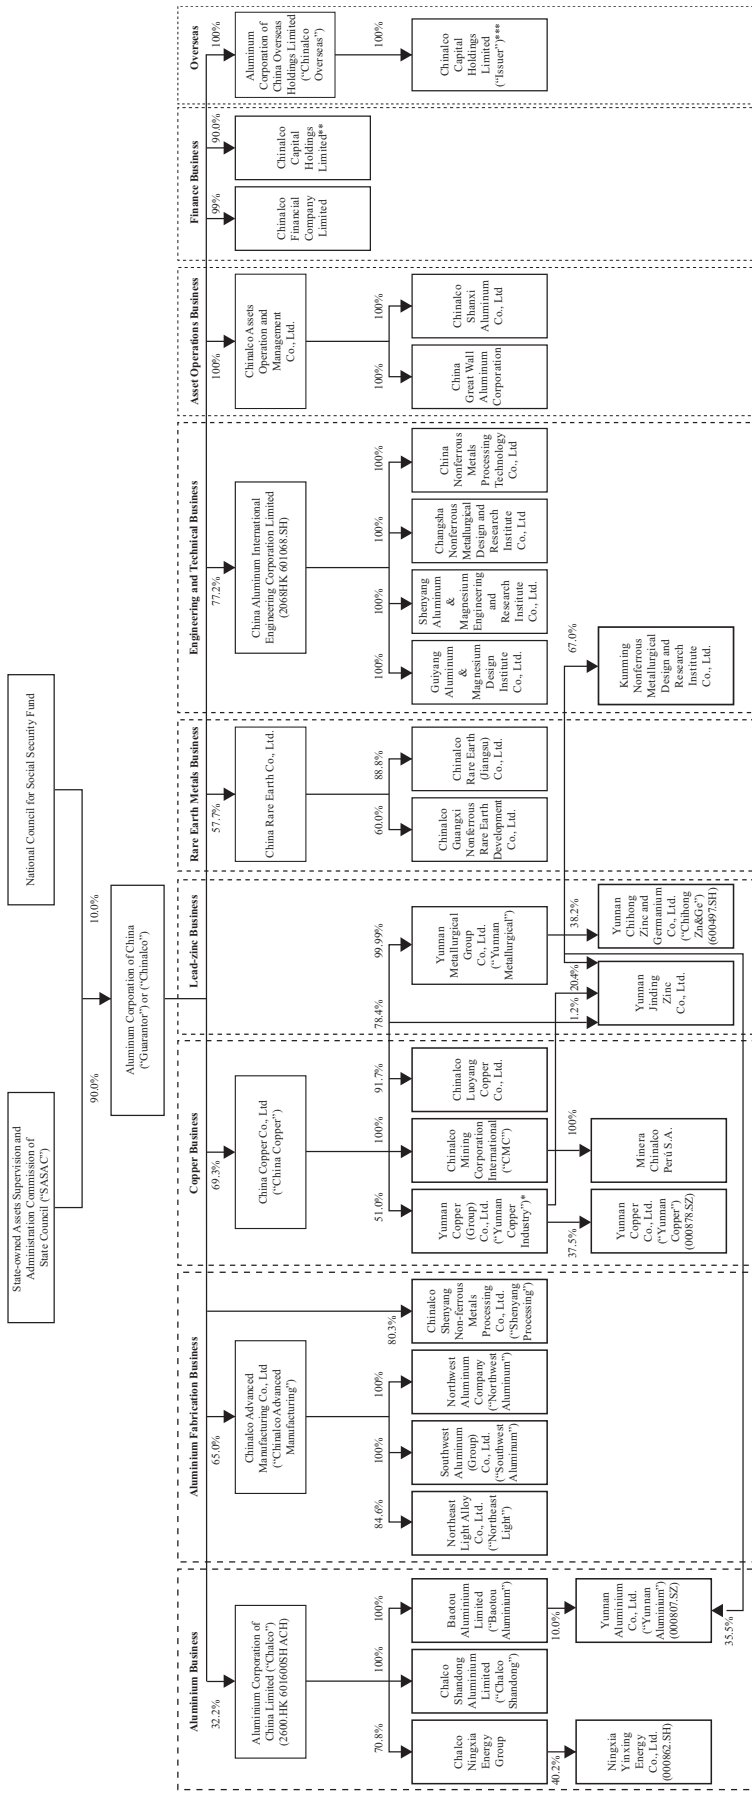 State-owned Assets Supervision and
Administration Commission of
State Council (“SASAC”)
National Council for Social Security Fund
90.0%
10.0%
Aluminum Corporation of China
(“Guarantor”) or (“Chinalco”)
Aluminium Business
32.2%
Aluminium Corporation of
China Limited (“Chalco”)
(2600.HK 601600SH ACH)
70.8%
100%
100%
Chalco
Ningxia Energy
Group
Chalco
Shandong
Aluminium
Limited
(“Chalco
Shandong”)
Baotou
Aluminium
Limited
(“Baotou
Aluminium”)
40.2%
10.0%
Ningxia
Yinxing
Energy
Co., Ltd.
(000862.SH)
Yunnan
Aluminium
Co., Ltd.
(“Yunnan
Aluminium”)
(000807.SZ)
35.5%
Aluminium Fabrication Business
65.0%
Chinalco Advanced
Manufacturing Co., Ltd
(“Chinalco Advanced
Manufacturing”)
84.6%
100%
100%
80.3%
Northeast
Light Alloy
Co., Ltd.
(“Northeast
Light”)
Southwest
Aluminum
(Group)
Co., Ltd.
(“Southwest
Aluminum”)
Northwest
Aluminum
Company
(“Northwest
Aluminum”)
Chinalco
Shenyang
Non-ferrous
Metals
Processing
Co., Ltd.
(“Shenyang
Processing”)
Copper Business
69.3%
China Copper Co., Ltd
(“China Copper”)
51.0%
100%
91.7%
78.4%
99.99%
Yunnan
Copper
(Group)
Co., Ltd.
(“Yunnan
Copper
Industry”)*
Chinalco
Mining
Corporation
International
(“CMC”)
Chinalco
Luoyang
Copper
Co., Ltd.
37.5%
100%
Yunnan
Copper
Co., Ltd.
(“Yunnan
Copper”)
(000878.SZ)
Minera
Chinalco
Perú S.A.
Lead-zinc Business
Yunnan
Metallurgical
Group
Co., Ltd.
(“Yunnan
Metallurgical”)
1.2%
20.4%
38.2%
Yunnan
Jinding
Zinc
Co., Ltd.
Yunnan
Chihong
Zinc and
Germanium
Co., Ltd.
(“Chihong
Zn&Ge”)
(600497.SH)
Rare Earth Metals Business
57.7%
China Rare Earth Co., Ltd.
60.0%
88.8%
Chinalco
Guangxi
Nonferrous
Rare Earth
Development
Co., Ltd.
Chinalco
Rare Earth
(Jiangsu)
Co., Ltd.
Engineering and Technical Business
77.2%
China Aluminum International
Engineering Corporation Limited
(2068HK 601068.SH)
100%
100%
100%
100%
Guiyang
Aluminum
&
Magnesium
Design
Institute
Co., Ltd.
Shenyang
Aluminum
&
Magnesium
Engineering
and
Research
Institute
Co., Ltd.
Changsha
Nonferrous
Metallurgical
Design and
Research
Institute
Co., Ltd
China
Nonferrous
Metals
Processing
Technology
Co., Ltd
67.0%
Kunming
Nonferrous
Metallurgical
Design and
Research
Institute
Co., Ltd.
Asset Operations Business
100%
Chinalco Assets
Operation and
Management
Co., Ltd.
100%
100%
China
Great Wall
Aluminum
Corporation
Chinalco
Shanxi
Aluminum
Co., Ltd
Finance Business
99%
90.0%
Chinalco
Financial
Company
Limited
Chinalco
Capital
Holdings
Limited**
Overseas
100%
Aluminum
Corporation of
China Overseas
Holdings Limited
(“Chinalco
Overseas”)
100%
Chinalco
Capital
Holdings
Limited
(“Issuer”)***